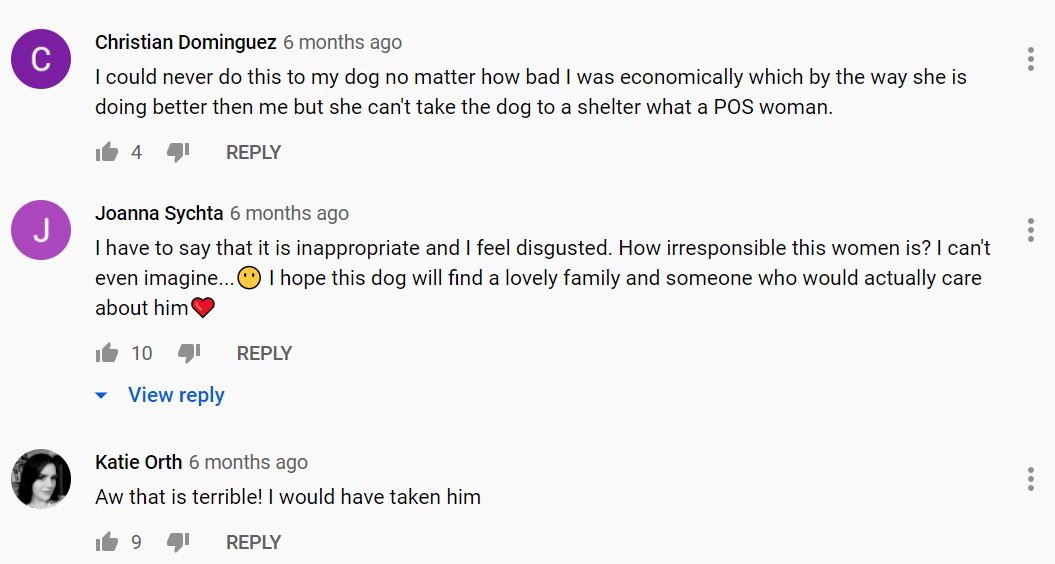 C
Christian Dominguez 6 months ago
I could never do this to my dog no matter how bad I was economically which by the way she is
doing better then me but she can't take the dog to a shelter what a POS woman.
4 REPLY
J
Joanna Sychta 6 months ago
I have to say that it is inappropriate and I feel disgusted. How irresponsible this women is? I can't
even imagine...😶 I hope this dog will find a lovely family and someone who would actually care
about him❤️
10 REPLY
View reply
Katie Orth 6 months ago
Aw that is terrible! I would have taken him
9 REPLY